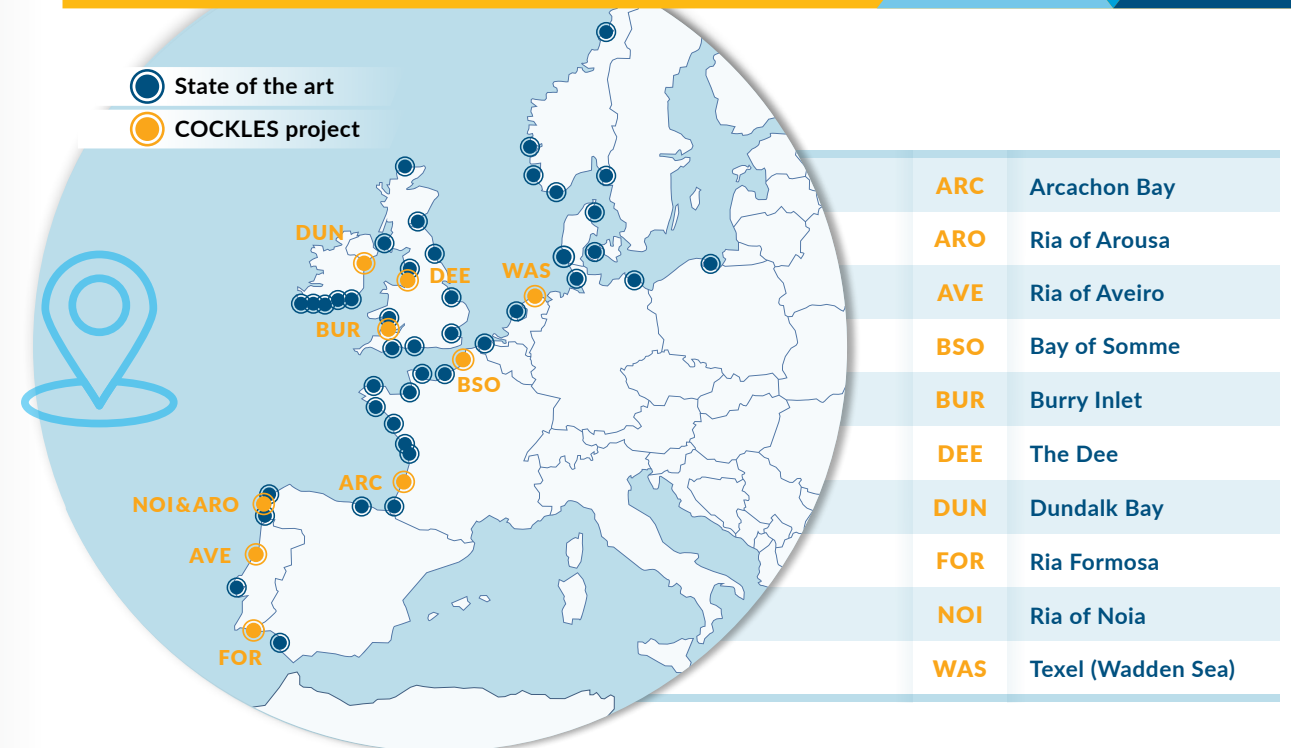 State of the art
COCKLES project
DUN
DEE
WAS
BUR
BSO
ARC
NOI&ARO
AVE
FOR
ARC Arcachon Bay
ARO Ria of Arousa
AVE Ria of Aveiro
BSO Bay of Somme
BUR Burry Inlet
DEE The Dee
DUN Dundalk Bay
FOR Ria Formosa
NOI Ria of Noia
WAS Texel (Wadden Sea)